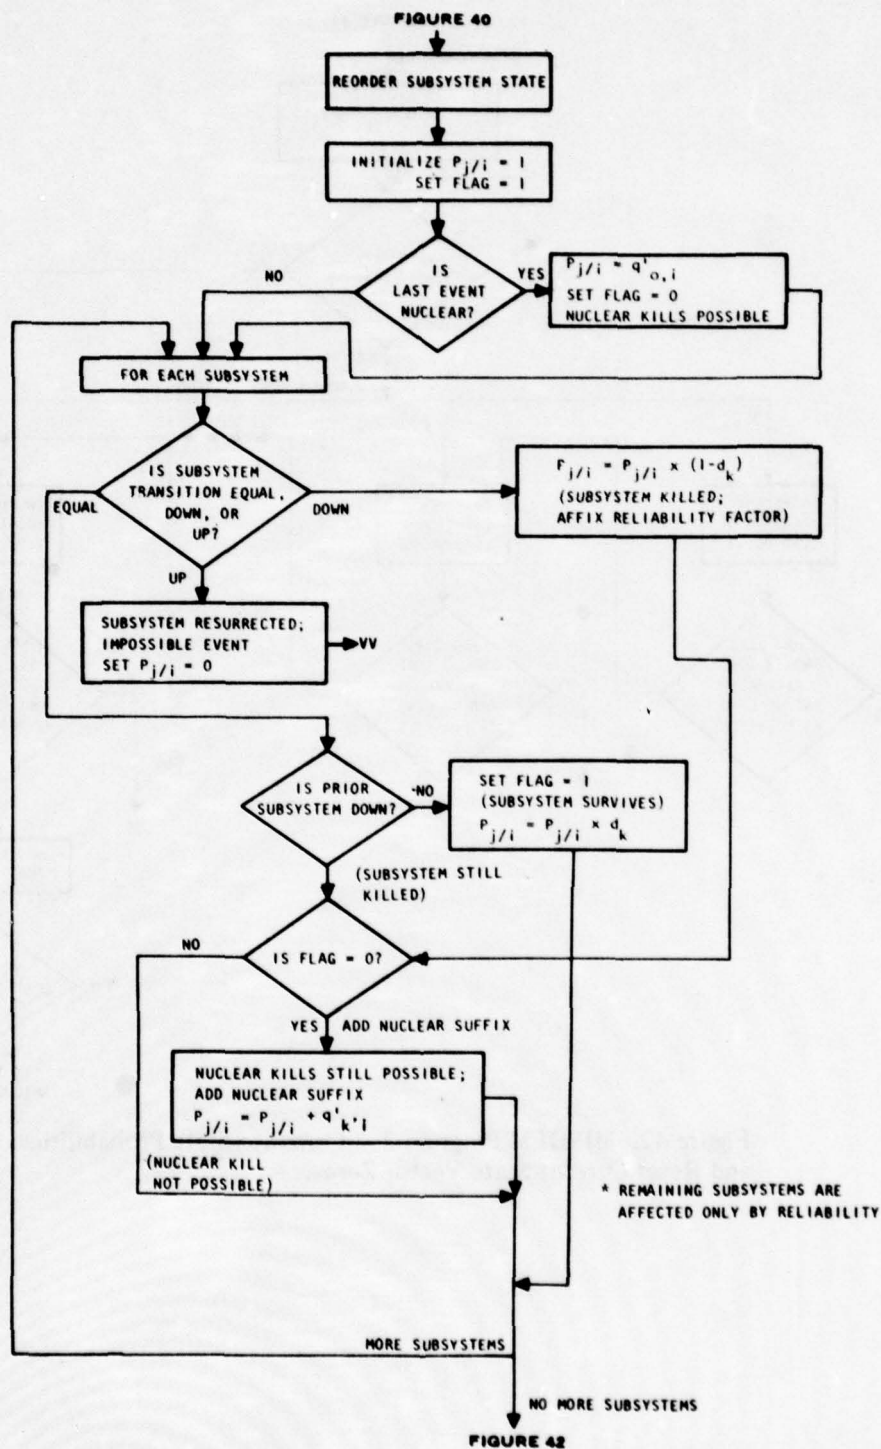 FIGURE 40
REORDER SUBSYSTEM STATE
INITIALIZE P j/i = 1
SET FLAG = 1
IS
LAST EVENT
NUCLEAR?
NO
YES
P j/i = q' o,i
SET FLAG = 0
NUCLEAR KILLS POSSIBLE
FOR EACH SUBSYSTEM
IS SUBSYSTEM
TRANSITION EQUAL,
DOWN, OR
UP?
EQUAL
DOWN
P j/i = P j/i x (1-d k)
(SUBSYSTEM KILLED;
AFFIX RELIABILITY FACTOR)
UP
SUBSYSTEM RESURRECTED;
IMPOSSIBLE EVENT
SET P j/i = 0
VV
IS PRIOR
SUBSYSTEM DOWN?
NO
SET FLAG = 1
(SUBSYSTEM SURVIVES)
P j/i = P j/i x d k
(SUBSYSTEM STILL
KILLED)
NO
IS FLAG = 0?
YES ADD NUCLEAR SUFFIX
NUCLEAR KILLS STILL POSSIBLE;
ADD NUCLEAR SUFFIX
P j/i = P j/i + q' k'i
(NUCLEAR KILL
NOT POSSIBLE)
* REMAINING SUBSYSTEMS ARE
AFFECTED ONLY BY RELIABILITY
MORE SUBSYSTEMS
NO MORE SUBSYSTEMS
FIGURE 42